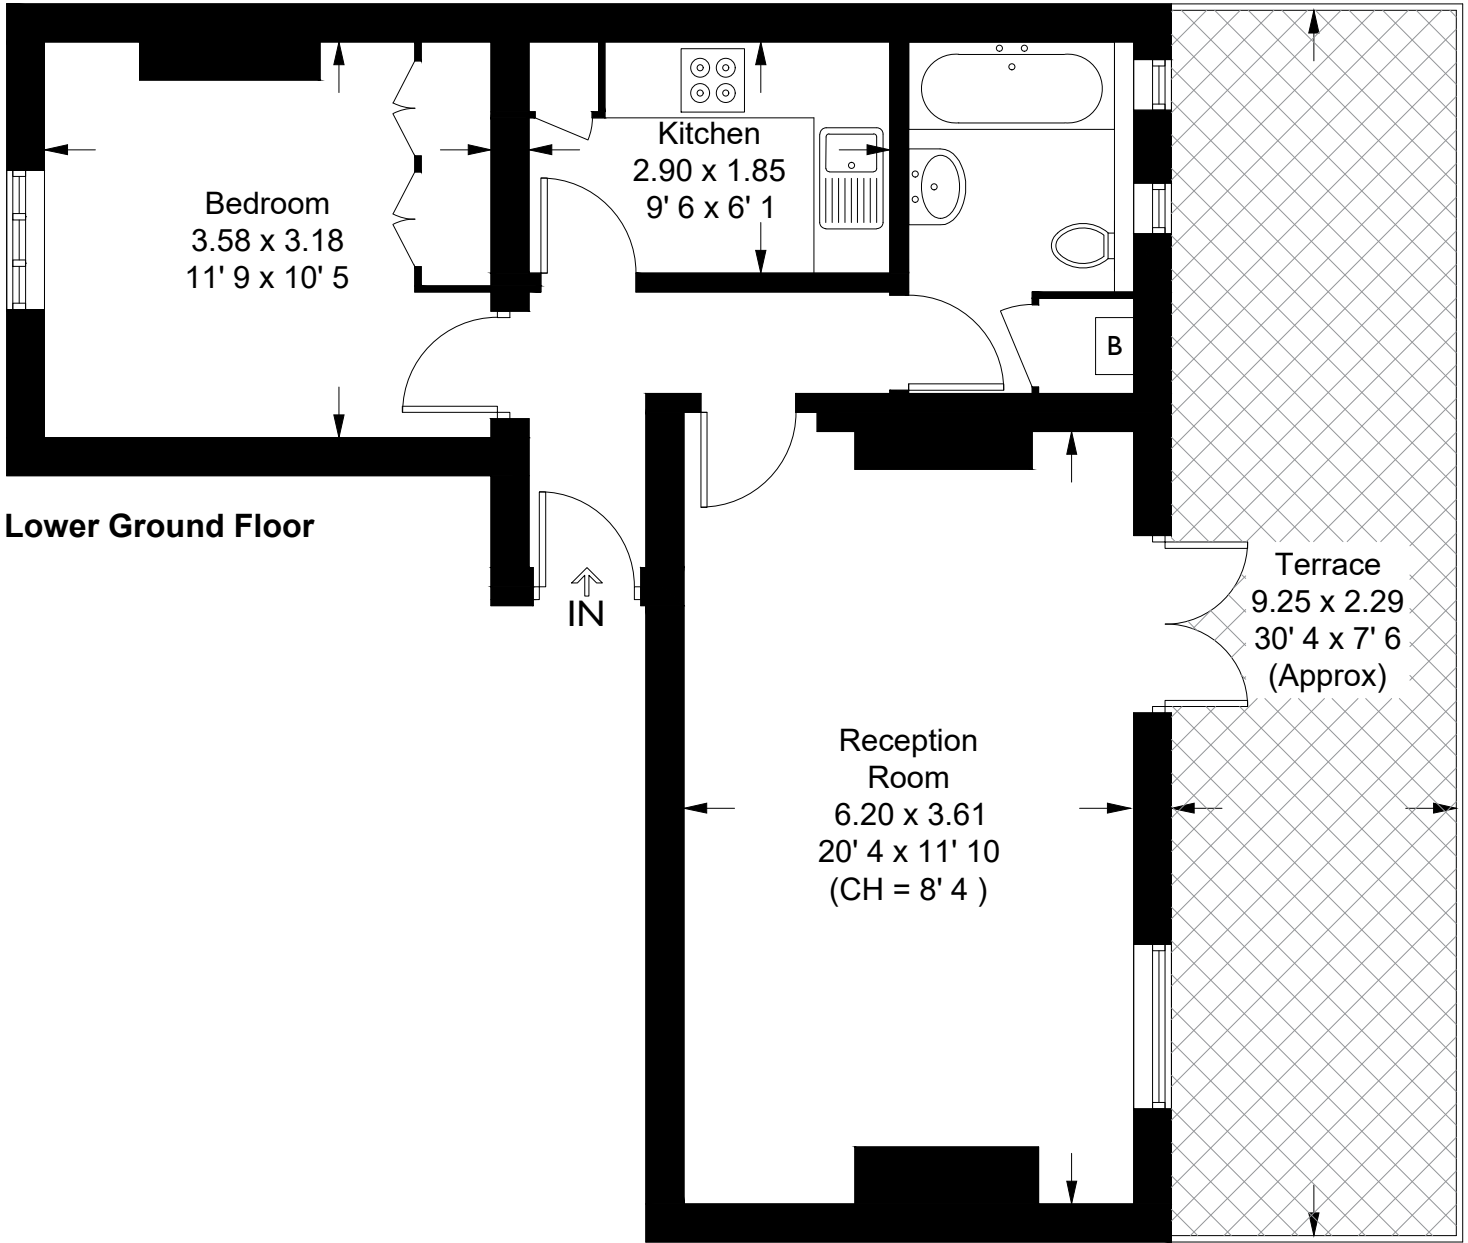 Kitchen
2.90 x 1.85
9' 6 x 6' 1
Bedroom
3.58 x 3.18
11' 9 x 10' 5
B
Lower Ground Floor
IN
Terrace
9.25 x 2.29
30' 4 x 7' 6
(Approx)
Reception
Room
6.20 x 3.61
20' 4 x 11' 10
(CH = 8' 4 )